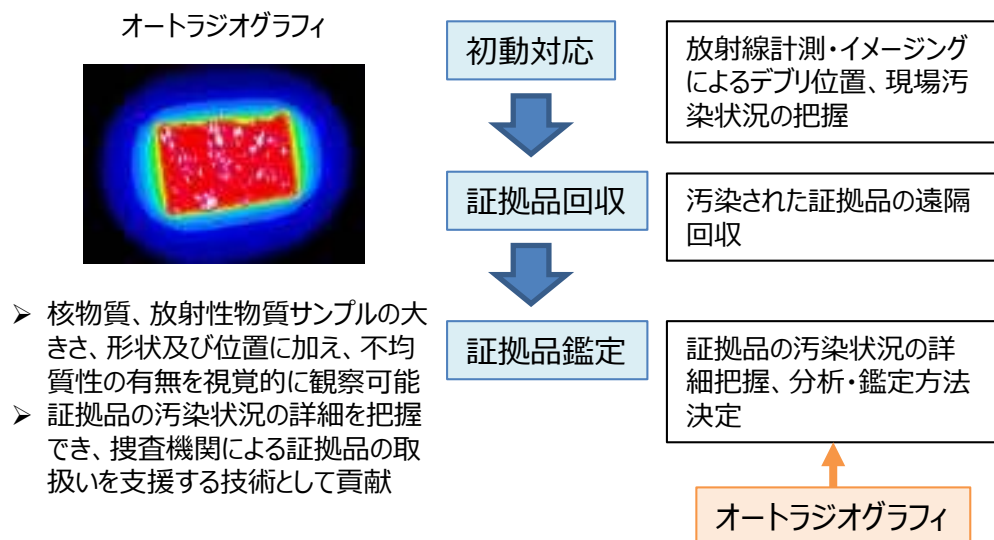 オートラジオグラフィ
➢ 核物質、放射性物質サンプルの大
きさ、形状及び位置に加え、不均
質性の有無を視覚的に観察可能
➢ 証拠品の汚染状況の詳細を把握
でき、捜査機関による証拠品の取
扱いを支援する技術として貢献
初動対応
放射線計測・イメージング
によるデブリ位置、現場汚
染状況の把握
証拠品回収
汚染された証拠品の遠隔
回収
証拠品鑑定
証拠品の汚染状況の詳
細把握、分析・鑑定方法
決定
オートラジオグラフィ